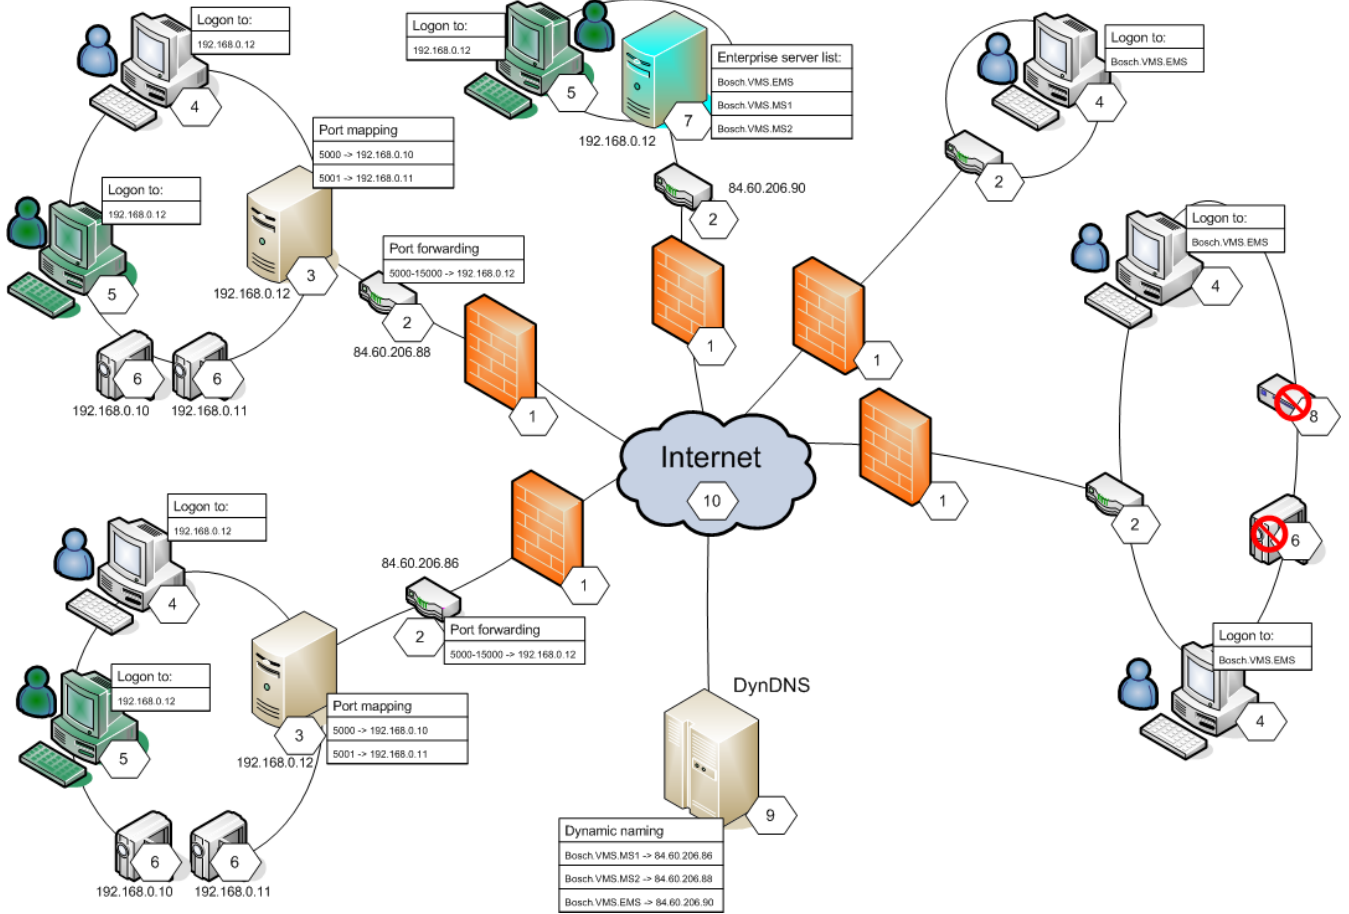 Logon to:
192.168.0.12
4
Port mapping
5000 -> 192.168.0.10
5001 -> 192.168.0.11
Logon to:
192.168.0.12
5
3
192.168.0.12
Port forwarding
5000-15000 -> 192.168.0.12
2
84.60.206.88
1
6
6
192.168.0.10
192.168.0.11
Logon to:
192.168.0.12
5
7
192.168.0.12
Enterprise server list:
Bosch.VMS.EMS
Bosch.VMS.MS1
Bosch.VMS.MS2
84.60.206.90
2
1
Logon to:
Bosch.VMS.EMS
4
2
1
Logon to:
Bosch.VMS.EMS
4
8
6
2
1
Logon to:
Bosch.VMS.EMS
4
Internet
10
Logon to:
192.168.0.12
4
84.60.206.86
1
2
Port forwarding
5000-15000 -> 192.168.0.12
Logon to:
192.168.0.12
5
3
192.168.0.12
Port mapping
5000 -> 192.168.0.10
5001 -> 192.168.0.11
6
6
192.168.0.10
192.168.0.11
DynDNS
9
Dynamic naming
Bosch.VMS.MS1 -> 84.60.206.86
Bosch.VMS.MS2 -> 84.60.206.88
Bosch.VMS.EMS -> 84.60.206.90